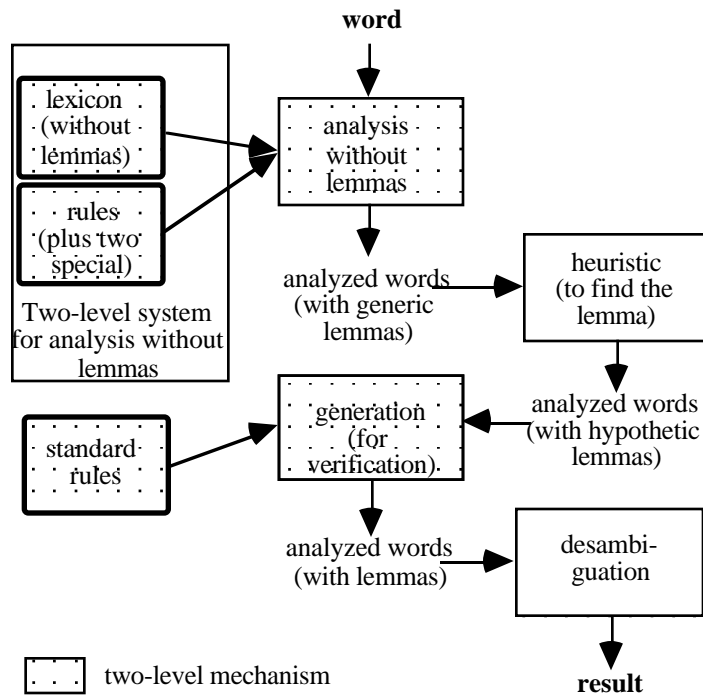 word
lexicon
(without
lemmas)
analysis
without
lemmas
rules
(plus two
special)
Two-level system
for analysis without
lemmas
analyzed words
(with generic
lemmas)
heuristic
(to find the
lemma)
analyzed words
(with hypothetic
lemmas)
generation
(for
verification)
standard
rules
analyzed words
(with lemmas)
desambi-
guation
two-level mechanism
result